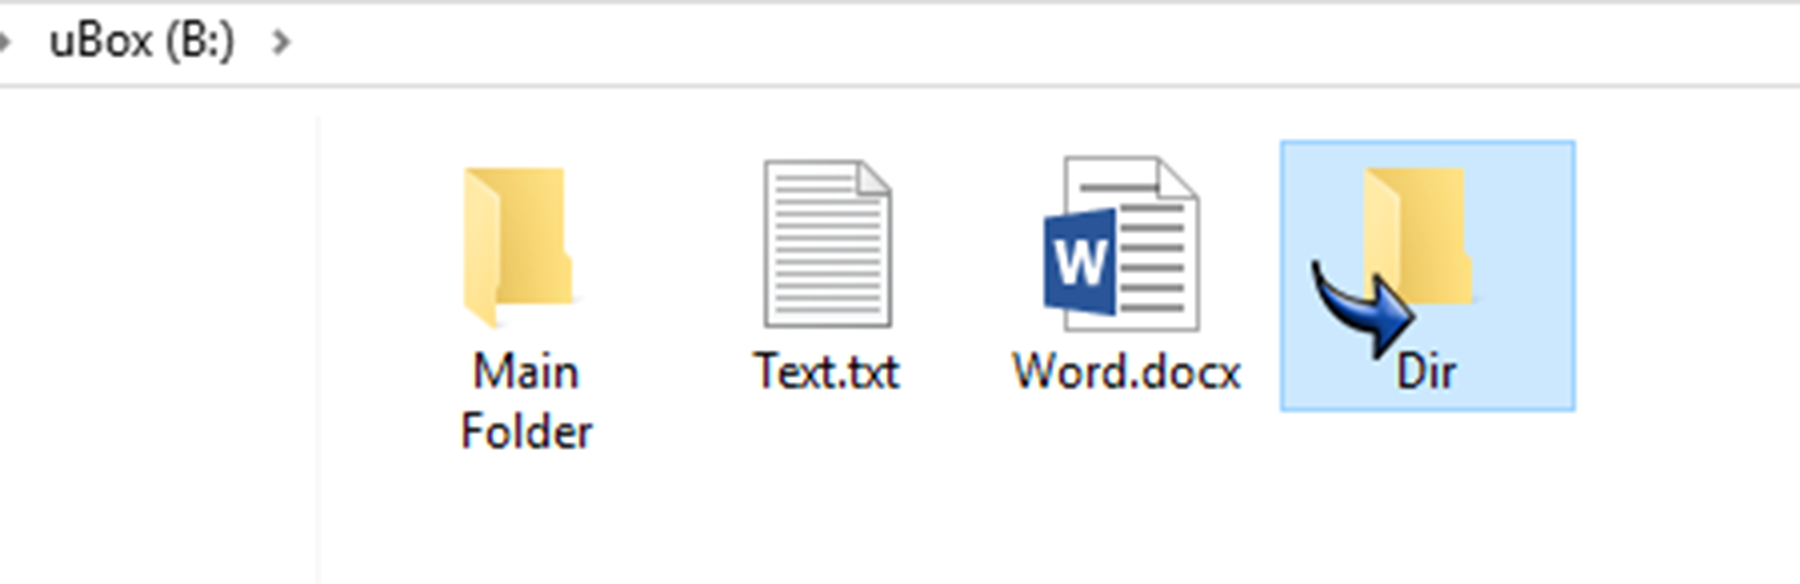 uBox (B:)
Main
Folder
Text.txt
W
Word.docx
Dir